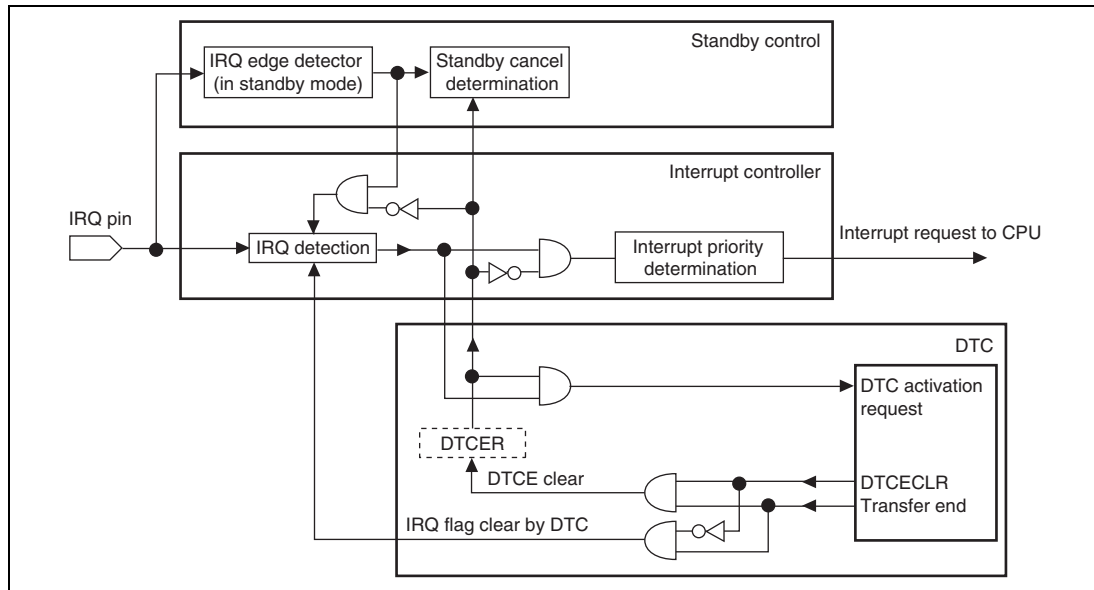 Standby control
IRQ edge detector
(in standby mode)
Standby cancel
determination
Interrupt controller
IRQ pin
IRQ detection
Interrupt priority
determination
Interrupt request to CPU
DTC
DTC activation
request
DTCER
DTCE clear
DTCECLR
Transfer end
IRQ flag clear by DTC